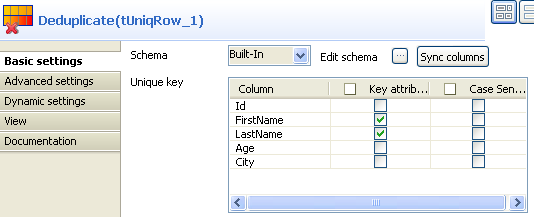 Deduplicate(tUniqRow_1)
Basic settings
Advanced settings
Dynamic settings
View
Documentation
Schema Built-In Edit schema ... Sync columns
Unique key
Column Key attrib... Case Sen...
Id
FirstName
LastName
Age
City